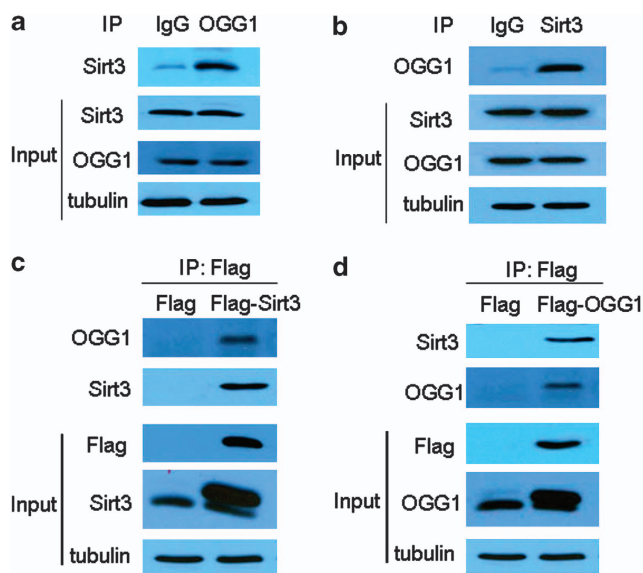 a
IP IgG OGG1
Sirt3
Input
Sirt3
OGG1
tubulin
b
IP IgG Sirt3
OGG1
Input
Sirt3
OGG1
tubulin
c
IP: Flag
Flag Flag-Sirt3
OGG1
Sirt3
Input
Flag
Sirt3
tubulin
d
IP: Flag
Flag Flag-OGG1
Sirt3
OGG1
Input
Flag
OGG1
tubulin